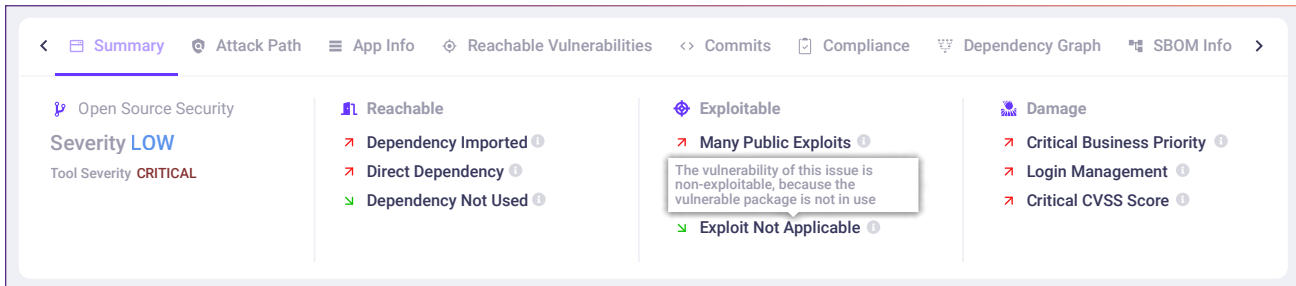 Summary
Attack Path
App Info
Reachable Vulnerabilities
Commits
Compliance
Dependency Graph
SBOM Info
Open Source Security
Severity LOW
Tool Severity CRITICAL
Reachable
Dependency Imported
Direct Dependency
Dependency Not Used
Exploitable
Many Public Exploits
The vulnerability of this issue is
non-exploitable, because the
vulnerable package is not in use
Exploit Not Applicable
Damage
Critical Business Priority
Login Management
Critical CVSS Score